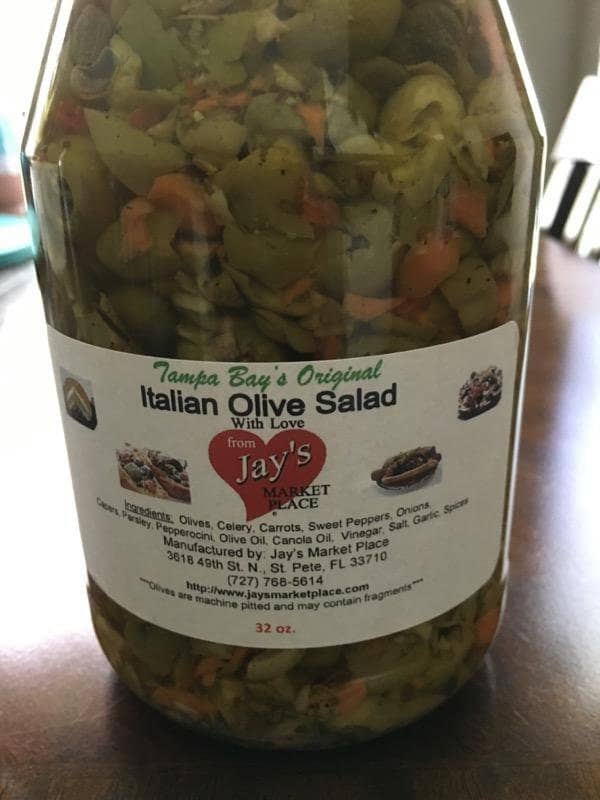 Tampa Bay's Original
Italian Olive Salad
With Love
from
Jay's
MARKET
PLACE
®
Ingredients: Olives, Celery, Carrots, Sweet Peppers, Onions,
Capers, Parsley, Pepperocini, Olive Oil, Canola Oil, Vinegar, Salt, Garlic, Spices
Manufactured by: Jay's Market Place
3618 49th St. N., St. Pete, FL 33710
(727) 768-5614
http://www.jaysmarketplace.com
***Olives are machine pitted and may contain fragments***
32 oz.